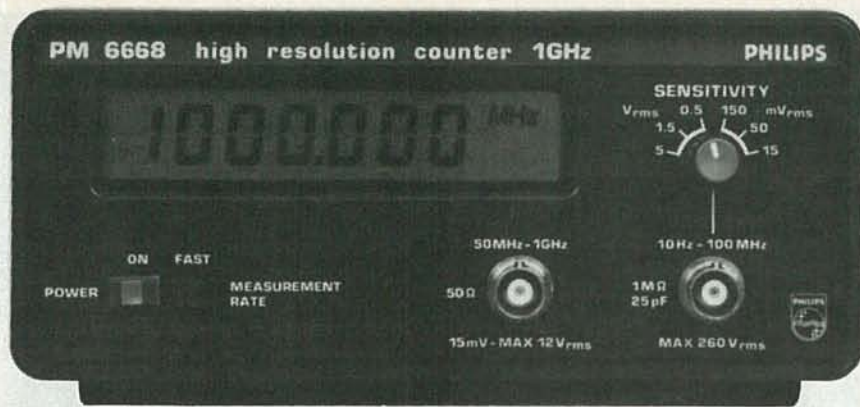 PM 6668 high resolution counter 1GHz PHILIPS
1000.000 MHz
SENSITIVITY
Vrms 0.5 150 mVrms
1.5 50
5 15
ON FAST
POWER MEASUREMENT RATE
50MHz-1GHz
50Ω
15mV-MAX 12Vrms
10Hz-100MHz
1MΩ
25pF
MAX 260Vrms
PHILIPS